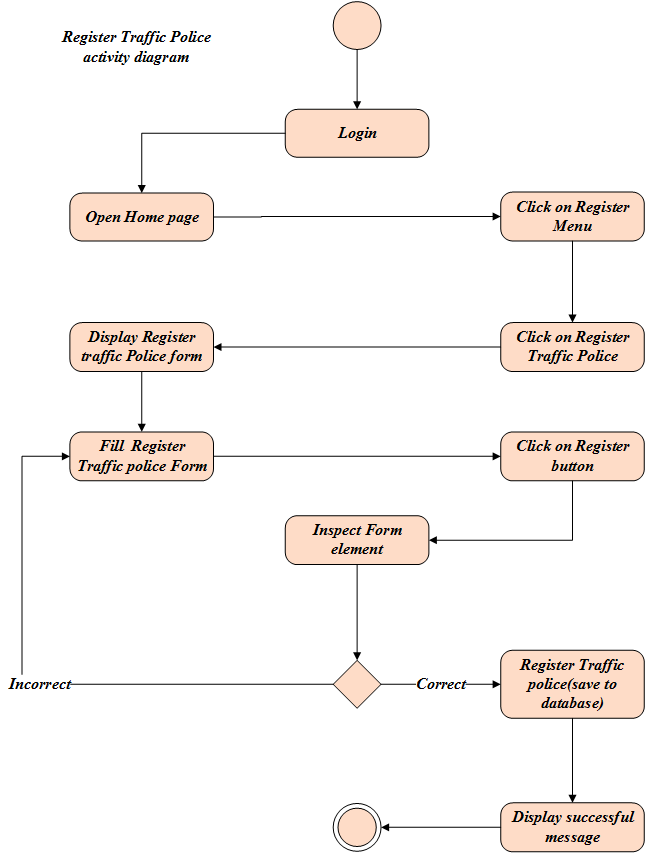 Register Traffic Police
activity diagram
Login
Open Home page
Click on Register
Menu
Display Register
traffic Police form
Click on Register
Traffic Police
Fill Register
Traffic police Form
Click on Register
button
Inspect Form
element
Incorrect
Correct
Register Traffic
police(save to
database)
Display successful
message